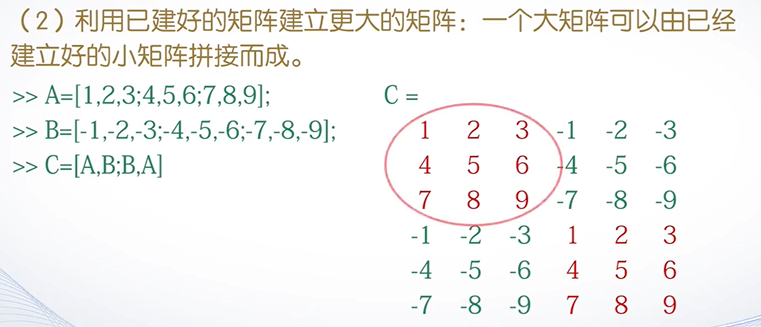 （2）利用已建好的矩阵建立更大的矩阵：一个大矩阵可以由已经
建立好的小矩阵拼接而成。
>> A=[1,2,3;4,5,6;7,8,9];
>> B=[-1,-2,-3;-4,-5,-6;-7,-8,-9];
>> C=[A,B;B,A]
C =
1 2 3 -1 -2 -3
4 5 6 -4 -5 -6
7 8 9 -7 -8 -9
-1 -2 -3 1 2 3
-4 -5 -6 4 5 6
-7 -8 -9 7 8 9